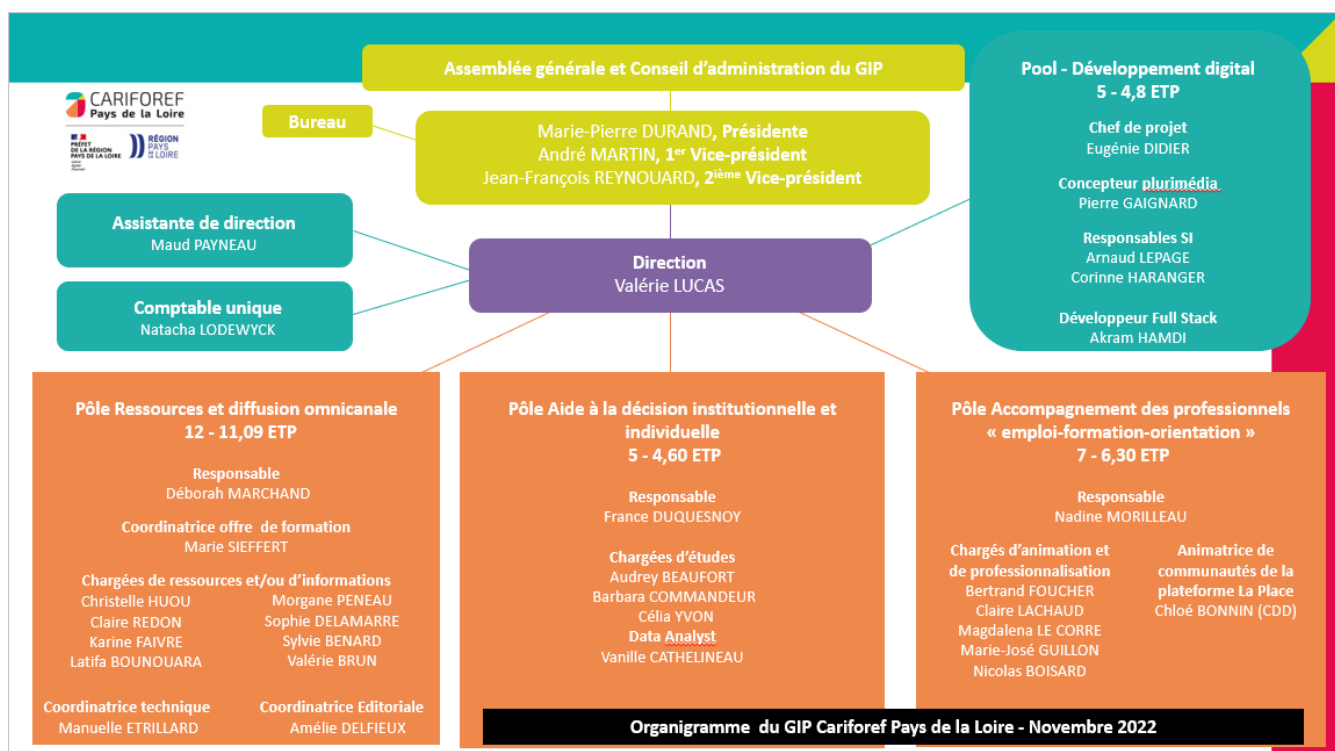 Assemblée générale et Conseil d'administration du GIP
CARIFOREF
Pays de la Loire
PRÉFET
DE LA RÉGION
PAYS DE LA LOIRE
RÉGION
PAYS
DE LA LOIRE
Bureau
Marie-Pierre DURAND, Présidente
André MARTIN, 1er Vice-président
Jean-François REYNOUARD, 2ième Vice-président
Pool - Développement digital
5 - 4,8 ETP
Chef de projet
Eugénie DIDIER
Concepteur plurimédia
Pierre GAIGNARD
Responsables SI
Arnaud LEPAGE
Corinne HARANGER
Développeur Full Stack
Akram HAMDI
Assistante de direction
Maud PAYNEAU
Comptable unique
Natacha LODEWYCK
Direction
Valérie LUCAS
Pôle Ressources et diffusion omnicanale
12 - 11,09 ETP
Responsable
Déborah MARCHAND
Coordinatrice offre de formation
Marie SIEFFERT
Chargées de ressources et/ou d'informations
Christelle HUOU
Claire REDON
Karine FAIVRE
Latifa BOUNOUARA
Morgane PENEAU
Sophie DELAMARRE
Sylvie BENARD
Valérie BRUN
Coordinatrice technique
Manuelle ETRILLARD
Coordinatrice Editoriale
Amélie DELFIEUX
Pôle Aide à la décision institutionnelle et
individuelle
5 - 4,60 ETP
Responsable
France DUQUESNOY
Chargées d'études
Audrey BEAUFORT
Barbara COMMANDEUR
Célia YVON
Data Analyst
Vanille CATHELINEAU
Pôle Accompagnement des professionnels
« emploi-formation-orientation »
7 - 6,30 ETP
Responsable
Nadine MORILLEAU
Chargés d'animation et
de professionnalisation
Bertrand FOUCHER
Claire LACHAUD
Magdalena LE CORRE
Marie-José GUILLON
Nicolas BOISARD
Animatrice de
communautés de la
plateforme La Place
Chloé BONNIN (CDD)
Organigramme du GIP Cariforef Pays de la Loire - Novembre 2022